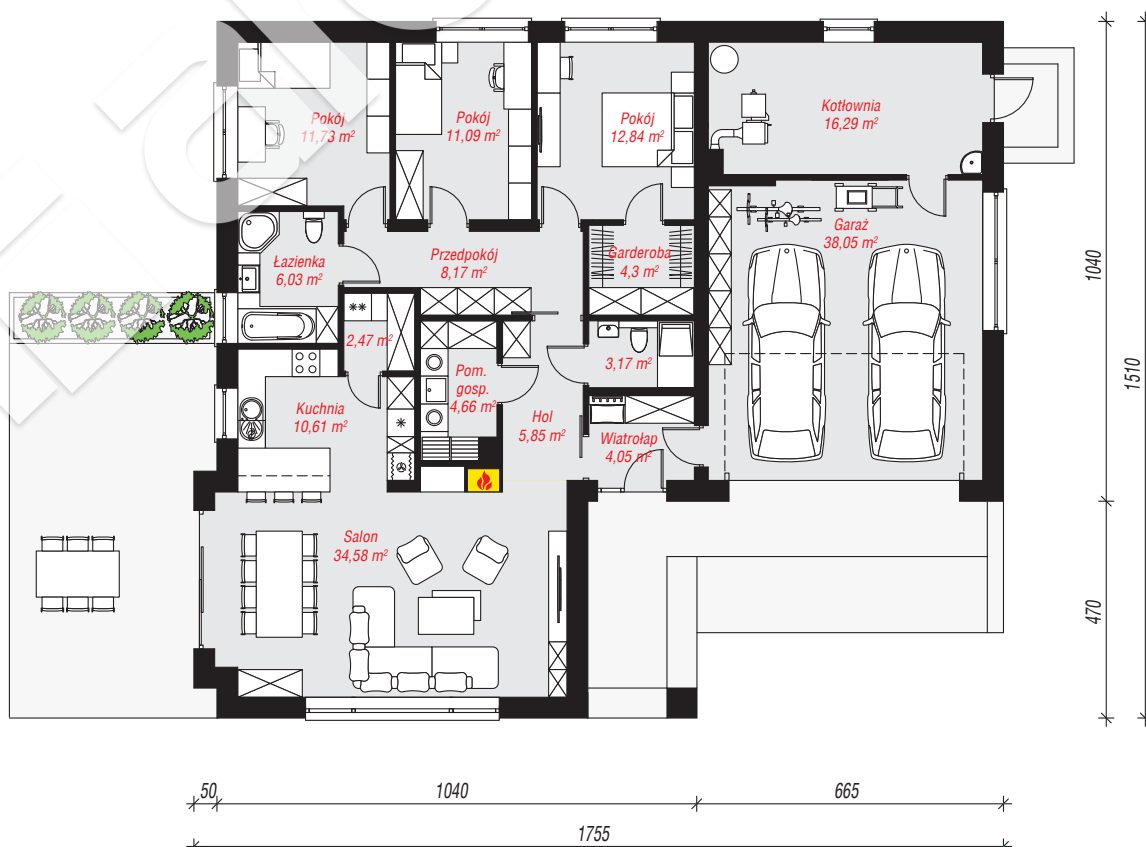 Pokój
11,73 m²
Pokój
11,09 m²
Pokój
12,84 m²
Kotłownia
16,29 m²
Garaż
38,05 m²
Łazienka
6,03 m²
Przedpokój
8,17 m²
Garderoba
4,3 m²
2,47 m²
Pom.
gosp.
4,66 m²
3,17 m²
Kuchnia
10,61 m²
Hol
5,85 m²
Wiatrołap
4,05 m²
Salon
34,58 m²
1040
1510
470
50
1040
665
1755